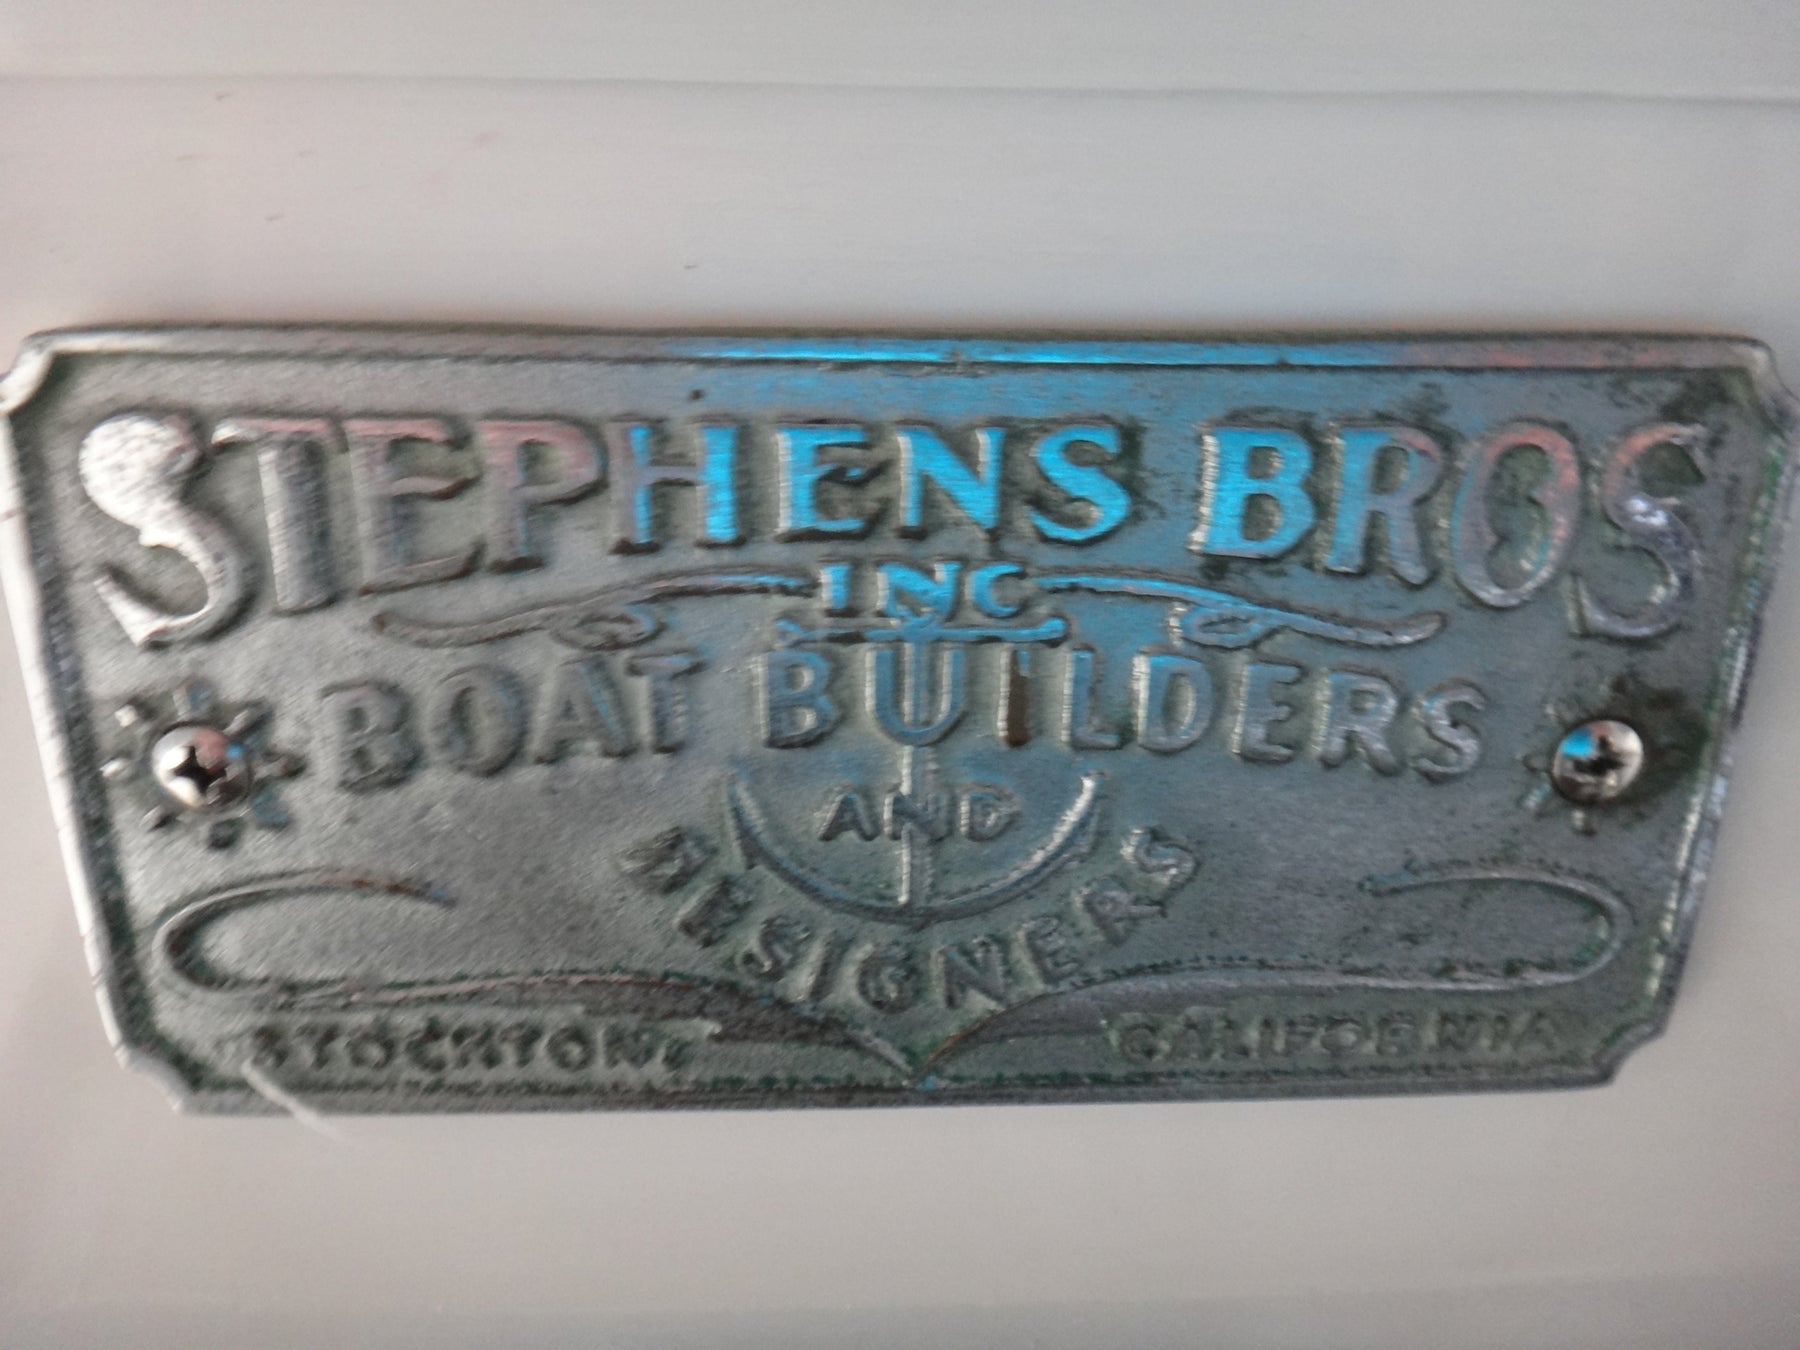 STEPHENS BROS
INC
BOAT BUILDERS
AND
DESIGNERS
STOCKTON, CALIFORNIA